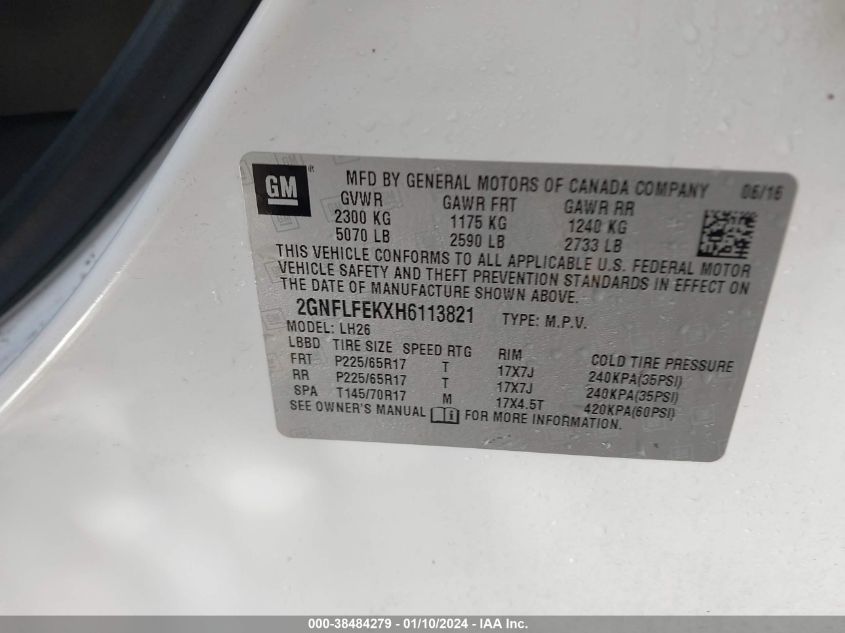 GM ® MFD BY GENERAL MOTORS OF CANADA COMPANY 06/16
GVWR GAWR FRT GAWR RR
2300 KG 1175 KG 1240 KG
5070 LB 2590 LB 2733 LB
THIS VEHICLE CONFORMS TO ALL APPLICABLE U.S. FEDERAL MOTOR
VEHICLE SAFETY AND THEFT PREVENTION STANDARDS IN EFFECT ON
THE DATE OF MANUFACTURE SHOWN ABOVE.
2GNFLFEKXH6113821 TYPE: M.P.V.
MODEL: LH26
LBBD TIRE SIZE SPEED RTG RIM COLD TIRE PRESSURE
FRT P225/65R17 T 17X7J 240KPA(35PSI)
RR P225/65R17 T 17X7J 240KPA(35PSI)
SPA T145/70R17 M 17X4.5T 420KPA(60PSI)
SEE OWNER'S MANUAL i FOR MORE INFORMATION.
000-38484279 - 01/10/2024 - IAA Inc.